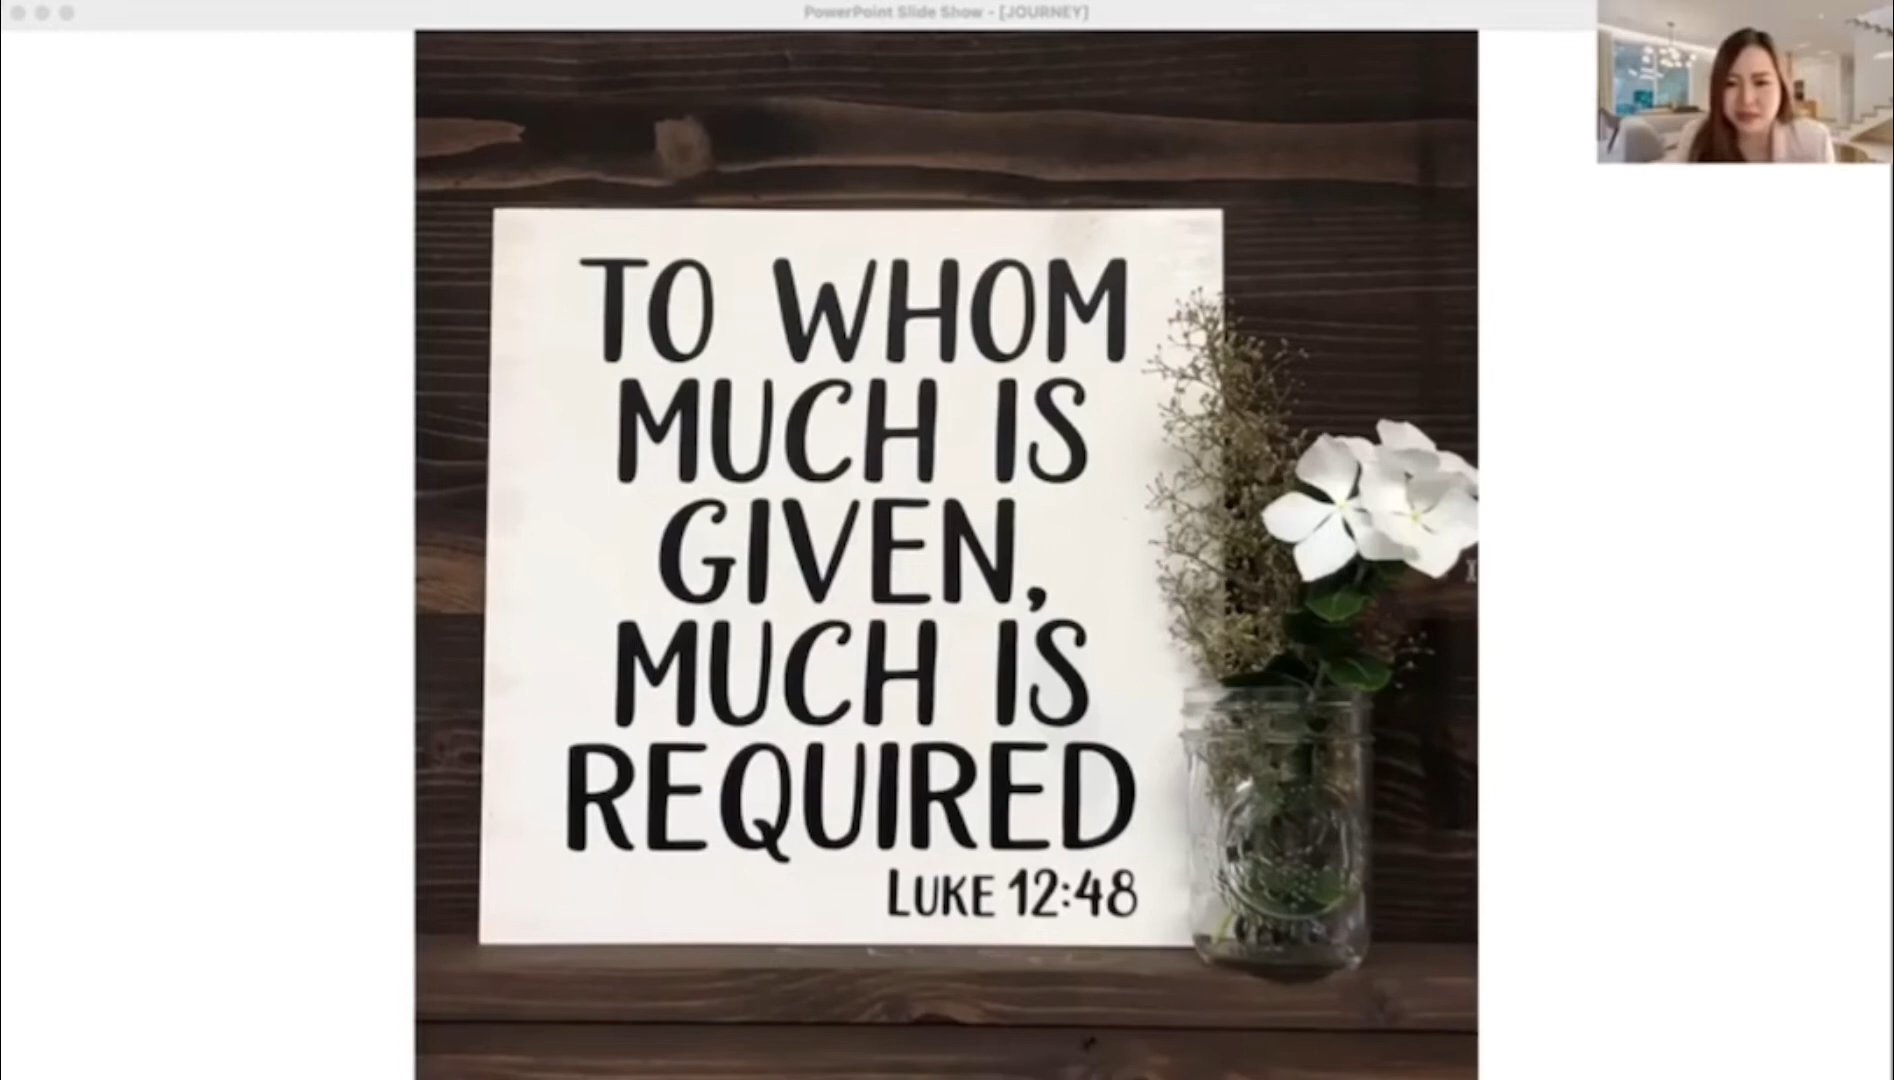 PowerPoint Slide Show - [JOURNEY]
TO WHOM
MUCH IS
GIVEN,
MUCH IS
REQUIRED
LUKE 12:48